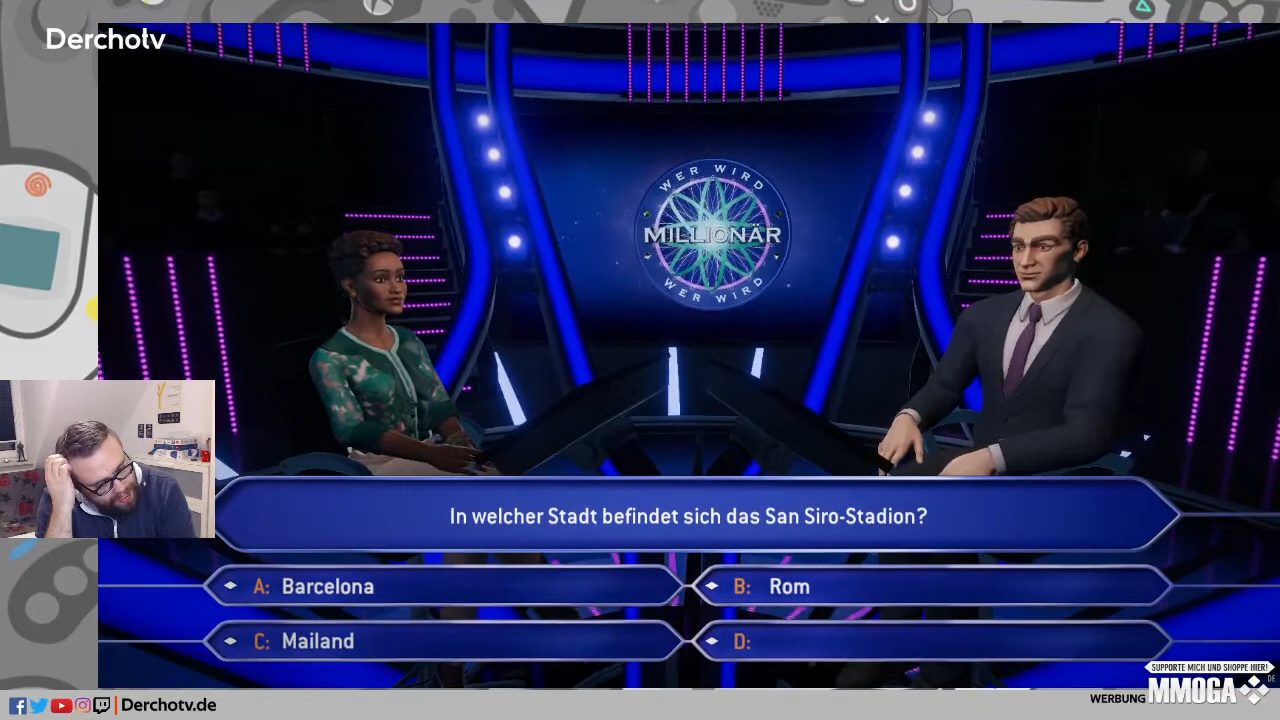 Derchotv
WER WIRD
MILLIONÄR
WER WIRD
In welcher Stadt befindet sich das San Siro-Stadion?
A: Barcelona
B: Rom
C: Mailand
D:
SUPPORTE MICH UND SHOPPE HIER!
WERBUNG MMOGA DE
Derchotv.de